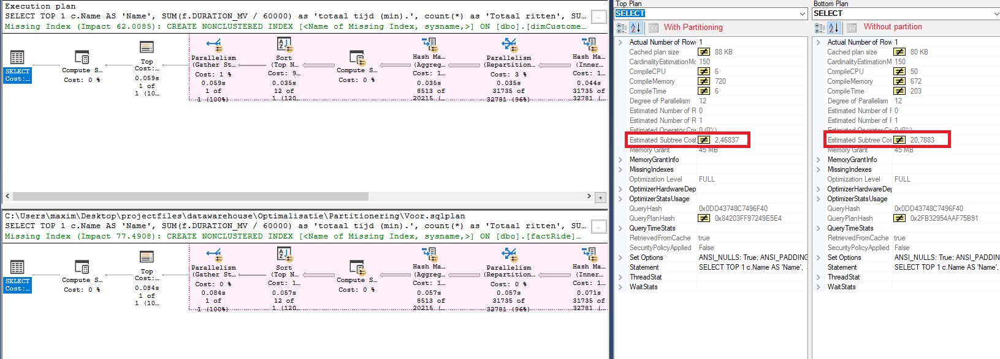 Execution plan
SELECT TOP 1 c.Name AS 'Name', SUM(f.DURATION_MV / 60000) as 'totaal tijd (min).', count(*) as 'Totaal ritten', SU...
Missing Index (Impact 62.0085): CREATE NONCLUSTERED INDEX [<Name of Missing Index, sysname,>] ON [dbo].[dimCustome...
SELECT
Cost:...
Compute S...
Cost: 0 %
Top
Cost:...
0.059s
1 of
1 (10...
Parallelism
(Gather St...
Cost: 1 %
0.059s
1 of
1 (100%)
Sort
(Top N...
Cost: 9...
0.035s
12 of
1 (120...
Compute S...
Cost: 0 %
Hash Ma...
(Aggreg...
Cost: 1...
0.035s
8513 of
20215 (...
Parallelism
(Repartition...
Cost: 3 %
0.035s
31735 of
32781 (96%)
Hash Ma...
(Inner...
Cost: 1...
0.044s
31735 of
32781 (...
C:\Users\maxim\Desktop\projectfiles\datawarehouse\Optimalisatie\Partitionering\Voor.sqlplan
SELECT TOP 1 c.Name AS 'Name', SUM(f.DURATION_MV / 60000) as 'totaal tijd (min).', count(*) as 'Totaal ritten', SU...
Missing Index (Impact 77.4908): CREATE NONCLUSTERED INDEX [<Name of Missing Index, sysname,>] ON [dbo].[factRide]...
SELECT
Cost:...
Compute S...
Cost: 0 %
Top
Cost:...
0.084s
1 of
1 (10...
Parallelism
(Gather St...
Cost: 0 %
0.084s
1 of
1 (100%)
Sort
(Top N...
Cost: 1...
0.057s
12 of
1 (120...
Compute S...
Cost: 0 %
Hash Ma...
(Aggreg...
Cost: 1...
0.057s
8513 of
20215 (...
Parallelism
(Repartition...
Cost: 0 %
0.057s
31735 of
32781 (96%)
Hash Ma...
(Inner...
Cost: 1...
0.071s
31735 of
32781 (...
Top Plan
SELECT
With Partitioning
Actual Number of Rows 1
Cached plan size ≠ 88 KB
CardinalityEstimationMo 150
CompileCPU ≠ 6
CompileMemory ≠ 720
CompileTime ≠ 6
Degree of Parallelism 12
Estimated Number of R 0
Estimated Number of R 1
Estimated Operator Cos 0 (0%)
Estimated Subtree Cost ≠ 2,46837
Memory Grant 45 MB
MemoryGrantInfo
MissingIndexes
Optimization Level FULL
OptimizerHardwareDep
OptimizerStatsUsage
QueryHash 0x0DD43748C7496F40
QueryPlanHash ≠ 0x84203FF97249E5E4
QueryTimeStats
RetrievedFromCache true
SecurityPolicyApplied False
Set Options ANSI_NULLS: True; ANSI_PADDING
Statement SELECT TOP 1 c.Name AS 'Name',
ThreadStat
WaitStats
Bottom Plan
SELECT
Without partition
Actual Number of Row 1
Cached plan size ≠ 80 KB
CardinalityEstimationM 150
CompileCPU ≠ 50
CompileMemory ≠ 672
CompileTime ≠ 203
Degree of Parallelism 12
Estimated Number of F 0
Estimated Number of F 1
Estimated Operator Co 0 (0%)
Estimated Subtree Cos ≠ 20,7883
Memory Grant 45 MB
MemoryGrantInfo
MissingIndexes
Optimization Level FULL
OptimizerHardwareDe
OptimizerStatsUsage
QueryHash 0x0DD43748C7496F40
QueryPlanHash ≠ 0x2FB32954AAF75B91
QueryTimeStats
RetrievedFromCache true
SecurityPolicyApplied False
Set Options ANSI_NULLS: True; ANSI_PADDIN
Statement SELECT TOP 1 c.Name AS 'Name',
ThreadStat
WaitStats